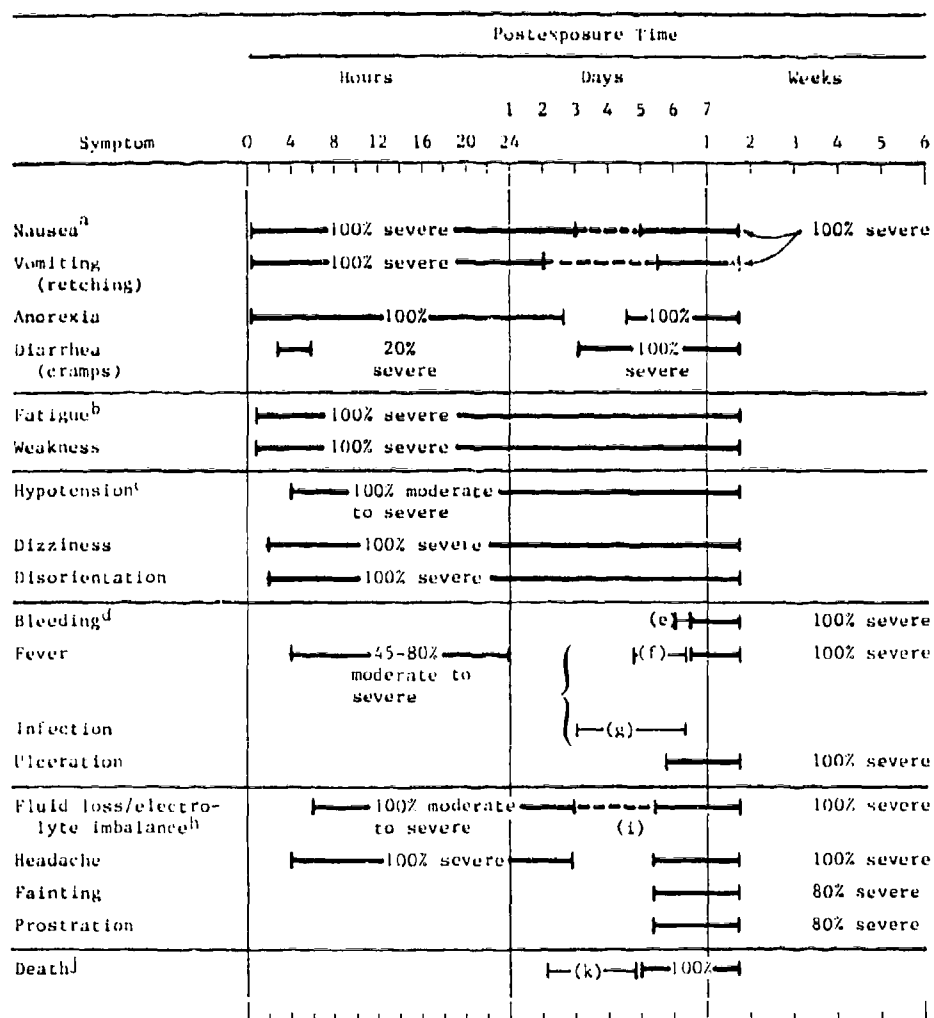 Postexposure Time
Hours Days Weeks
1 2 3 4 5 6 7
Symptom 0 4 8 12 16 20 24 1 2 3 4 5 6
Nausea^a 100% severe 100% severe
Vomiting 100% severe
(retching)
Anorexia 100% 100%
Diarrhea 20% 100%
(cramps) severe severe
Fatigue^b 100% severe
Weakness 100% severe
Hypotension^c 100% moderate
to severe
Dizziness 100% severe
Disorientation 100% severe
Bleeding^d (e) 100% severe
Fever 45-80% (f) 100% severe
moderate to
severe
Infection (g)
Ulceration 100% severe
Fluid loss/electro- 100% moderate 100% severe
lyte imbalance^h to severe (i)
Headache 100% severe 100% severe
Fainting 80% severe
Prostration 80% severe
Death^j (k) 100%